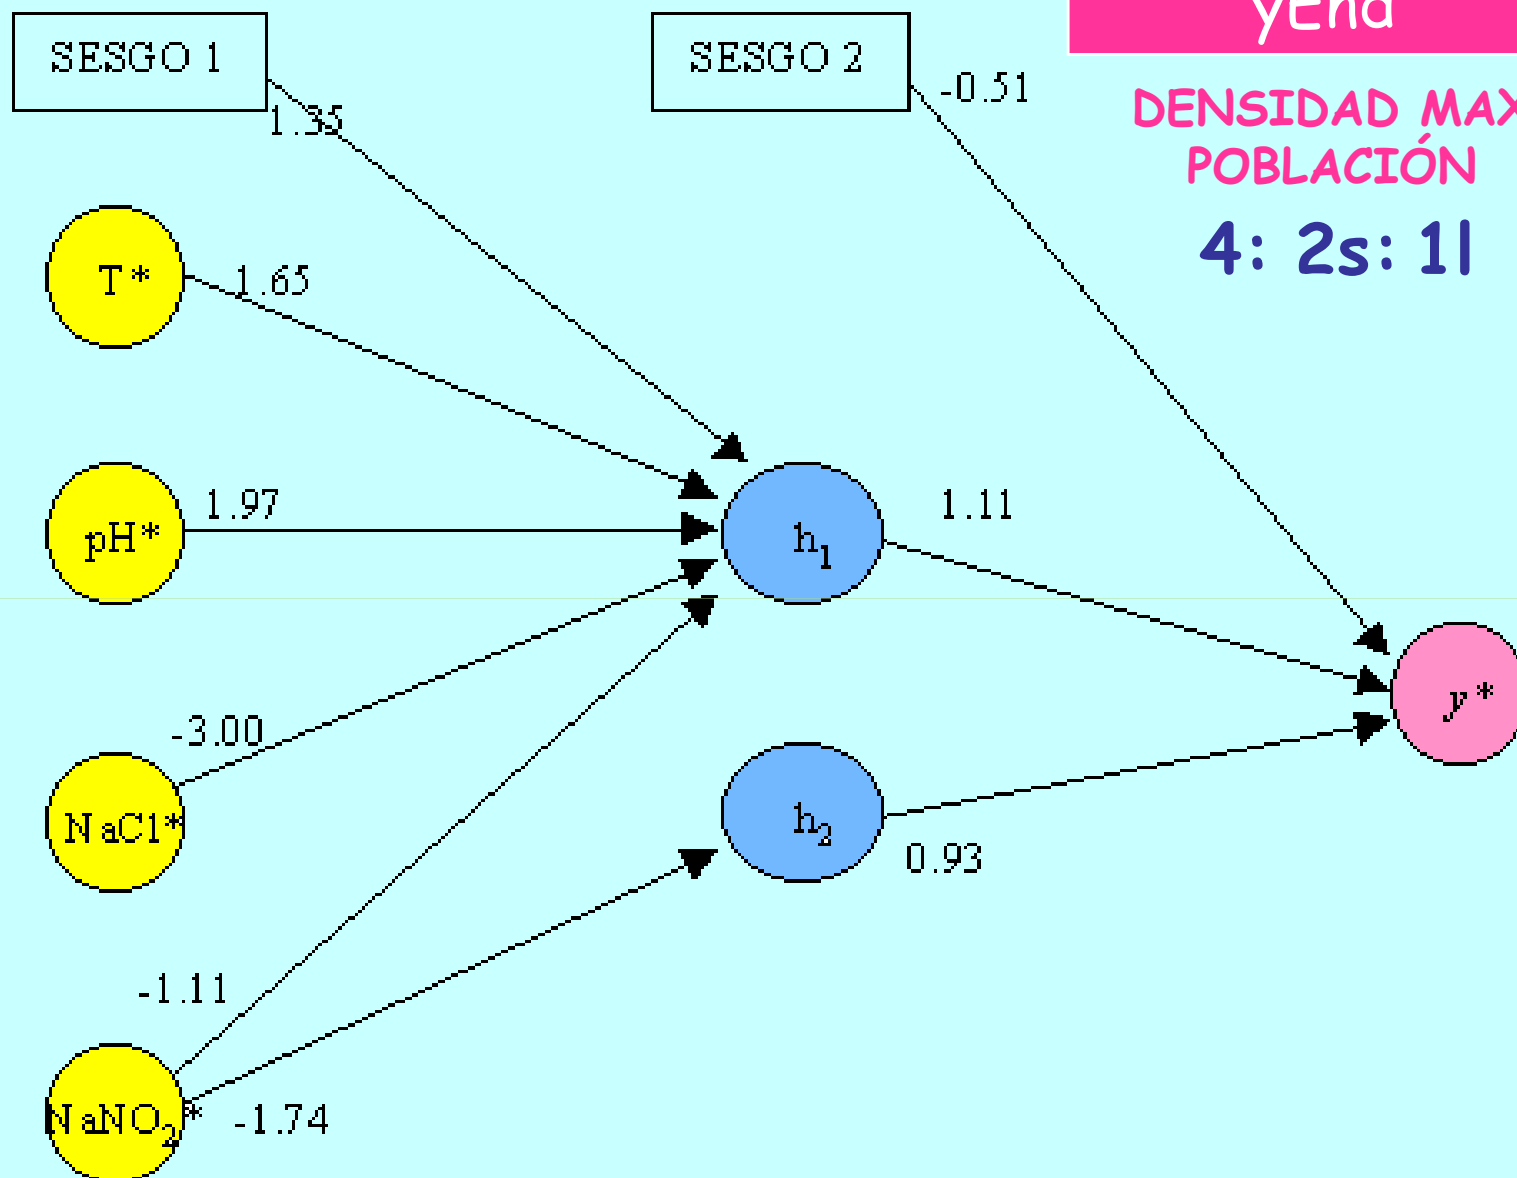 SESGO 1
SESGO 2
yEnd
-0.51
1.35
DENSIDAD MAX
POBLACIÓN
4: 2s: 1l
T*
1.65
pH*
1.97
h1
1.11
-3.00
y*
NaCl*
h2
0.93
-1.11
NaNO2*
-1.74